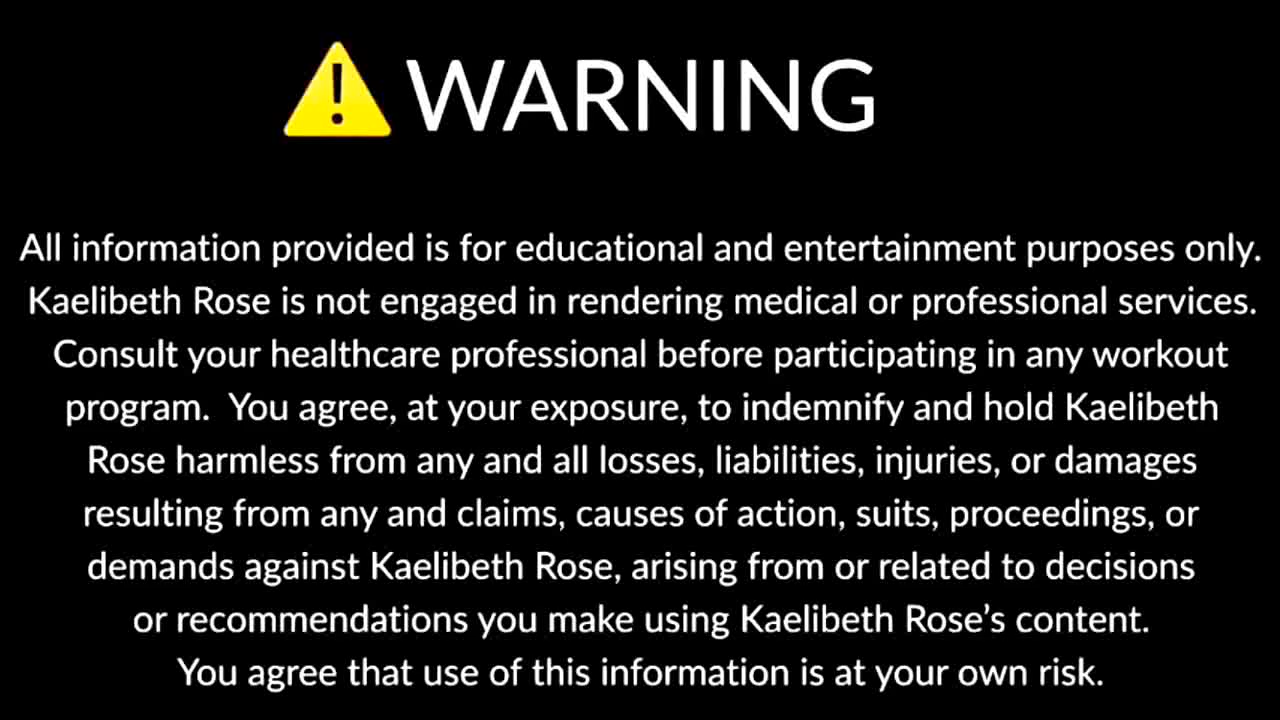 WARNING
All information provided is for educational and entertainment purposes only.
Kaelibeth Rose is not engaged in rendering medical or professional services.
Consult your healthcare professional before participating in any workout
program.  You agree, at your exposure, to indemnify and hold Kaelibeth
Rose harmless from any and all losses, liabilities, injuries, or damages
resulting from any and claims, causes of action, suits, proceedings, or
demands against Kaelibeth Rose, arising from or related to decisions
or recommendations you make using Kaelibeth Rose’s content.
You agree that use of this information is at your own risk.